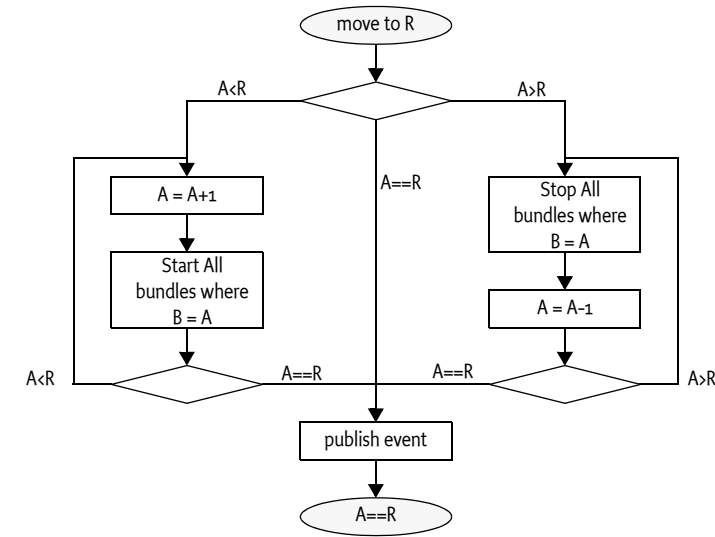 move to R
A<R
A>R
A==R
A = A+1
Start All
bundles where
B = A
Stop All
bundles where
B = A
A = A-1
A<R
A==R
A==R
A>R
publish event
A==R